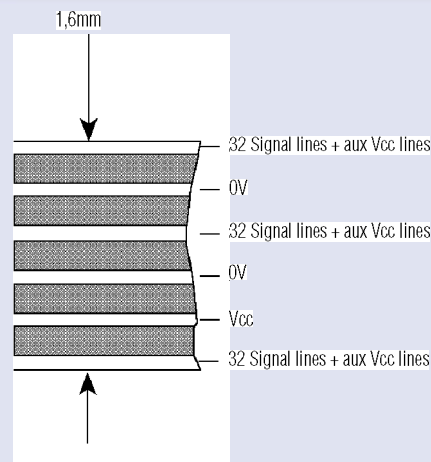 1,6mm
32 Signal lines + aux Vcc lines
0V
32 Signal lines + aux Vcc lines
0V
Vcc
32 Signal lines + aux Vcc lines